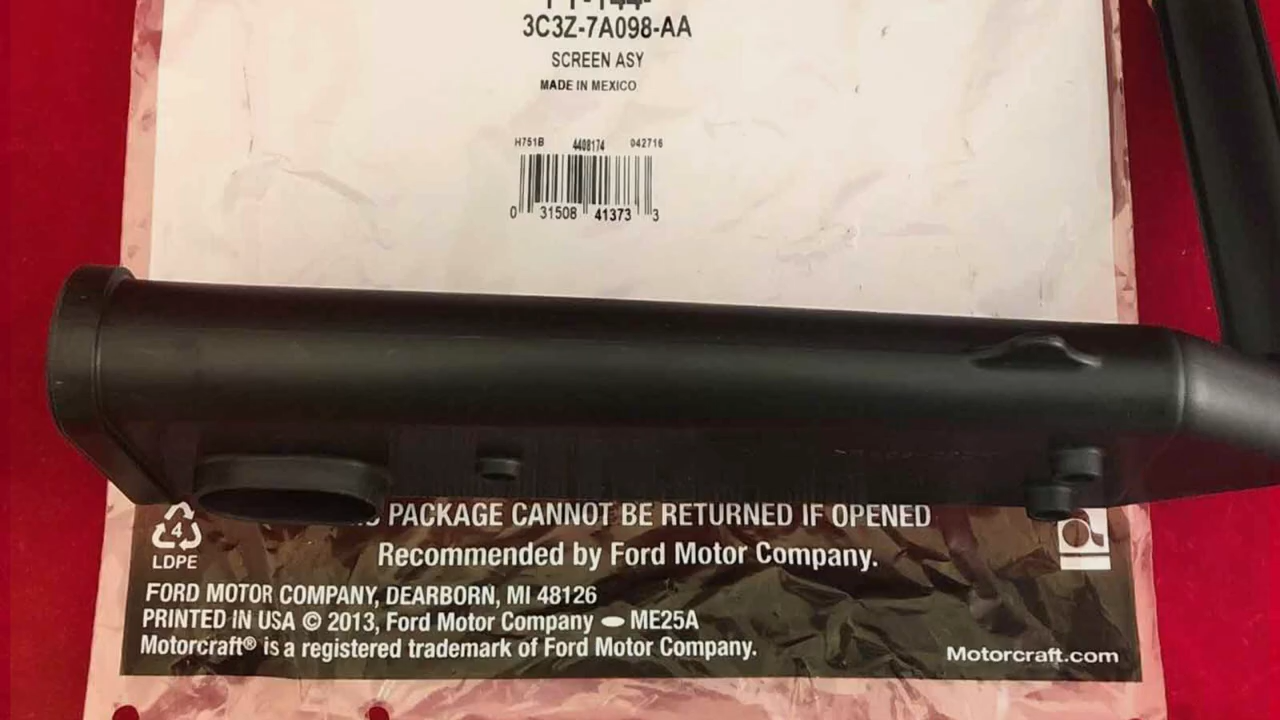 3C3Z-7A098-AA
SCREEN ASY
MADE IN MEXICO
H751B 4408174 042716
0 31508 41373 3
PACKAGE CANNOT BE RETURNED IF OPENED
Recommended by Ford Motor Company.
4
LDPE
FORD MOTOR COMPANY, DEARBORN, MI 48126
PRINTED IN USA © 2013, Ford Motor Company ME25A
Motorcraft® is a registered trademark of Ford Motor Company.
Motorcraft.com